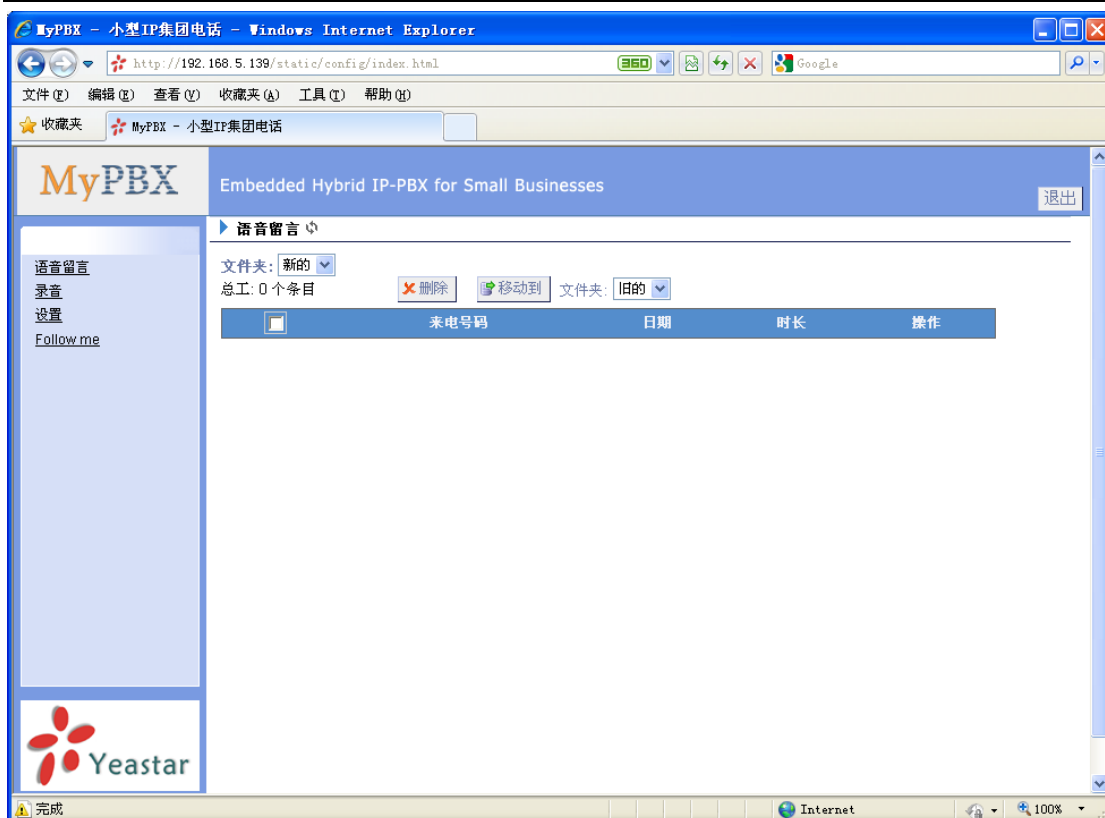 MyPBX - 小型IP集团电话 - Windows Internet Explorer
http://192.168.5.139/static/config/index.html 360 Google
文件(F) 编辑(E) 查看(V) 收藏夹(A) 工具(T) 帮助(H)
收藏夹 MyPBX - 小型IP集团电话
MyPBX Embedded Hybrid IP-PBX for Small Businesses
退出
语音留言
语音留言
录音
设置
Follow me
文件夹: 新的
总工: 0 个条目 删除 移动到 文件夹: 旧的
来电号码 日期 时长 操作
Yeastar
完成 Internet 100%